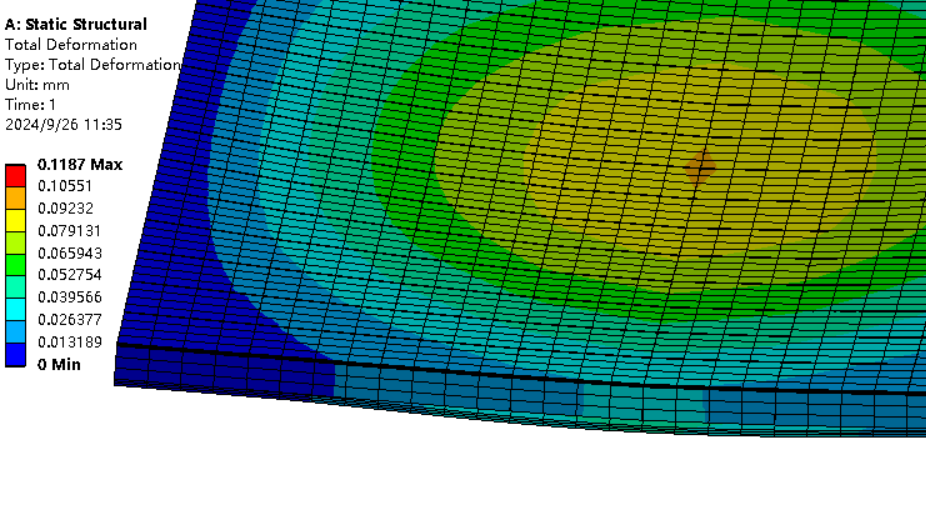 A: Static Structural
Total Deformation
Type: Total Deformation
Unit: mm
Time: 1
2024/9/26 11:35
0.1187 Max
0.10551
0.09232
0.079131
0.065943
0.052754
0.039566
0.026377
0.013189
0 Min